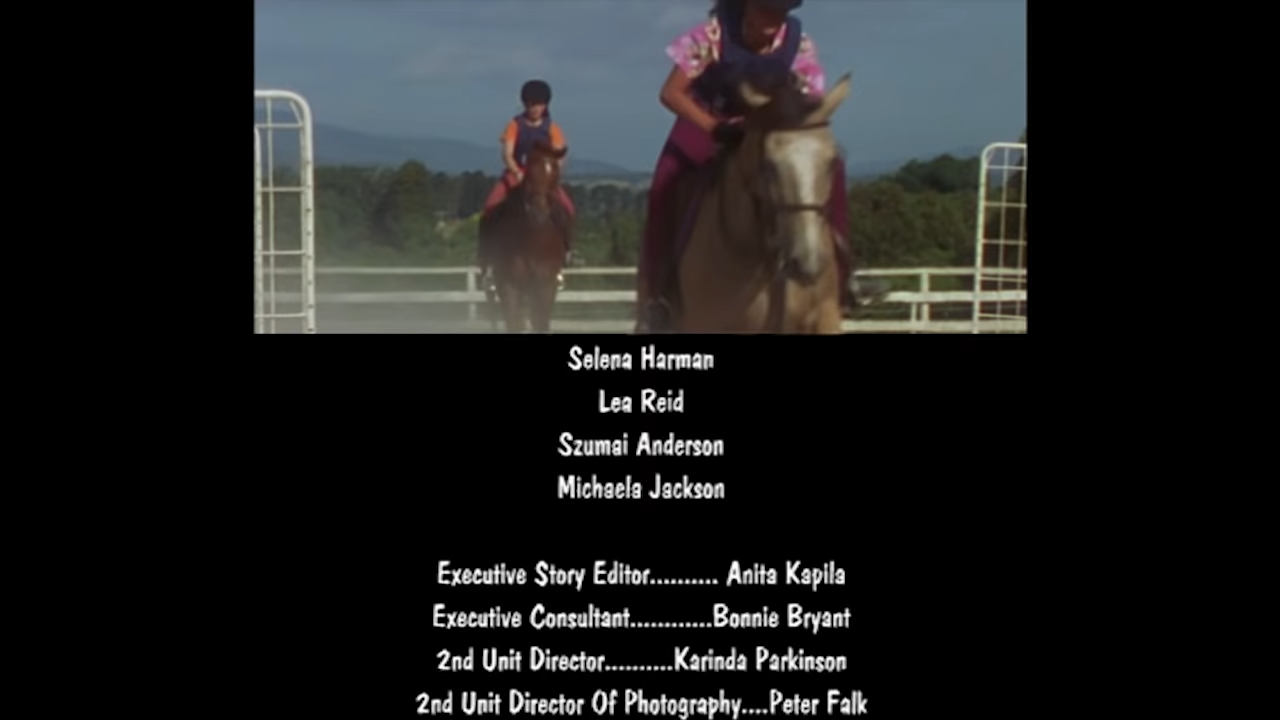 Selena Harman
Lea Reid
Szumai Anderson
Michaela Jackson
Executive Story Editor.......... Anita Kapila
Executive Consultant............Bonnie Bryant
2nd Unit Director..........Karinda Parkinson
2nd Unit Director Of Photography....Peter Falk